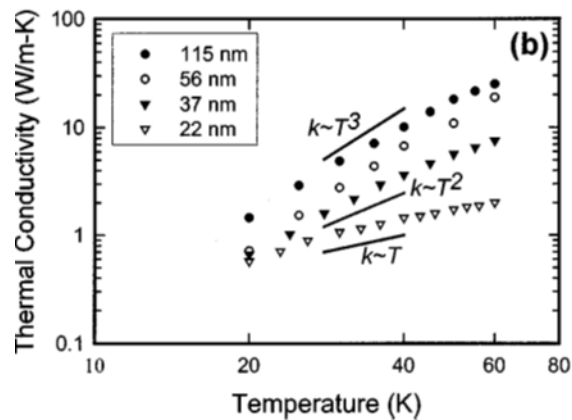 Thermal Conductivity (W/m-K)
100
10
1
0.1
(b)
115 nm
56 nm
37 nm
22 nm
k~T³
k~T²
k~T
10
20
40
60
80
Temperature (K)